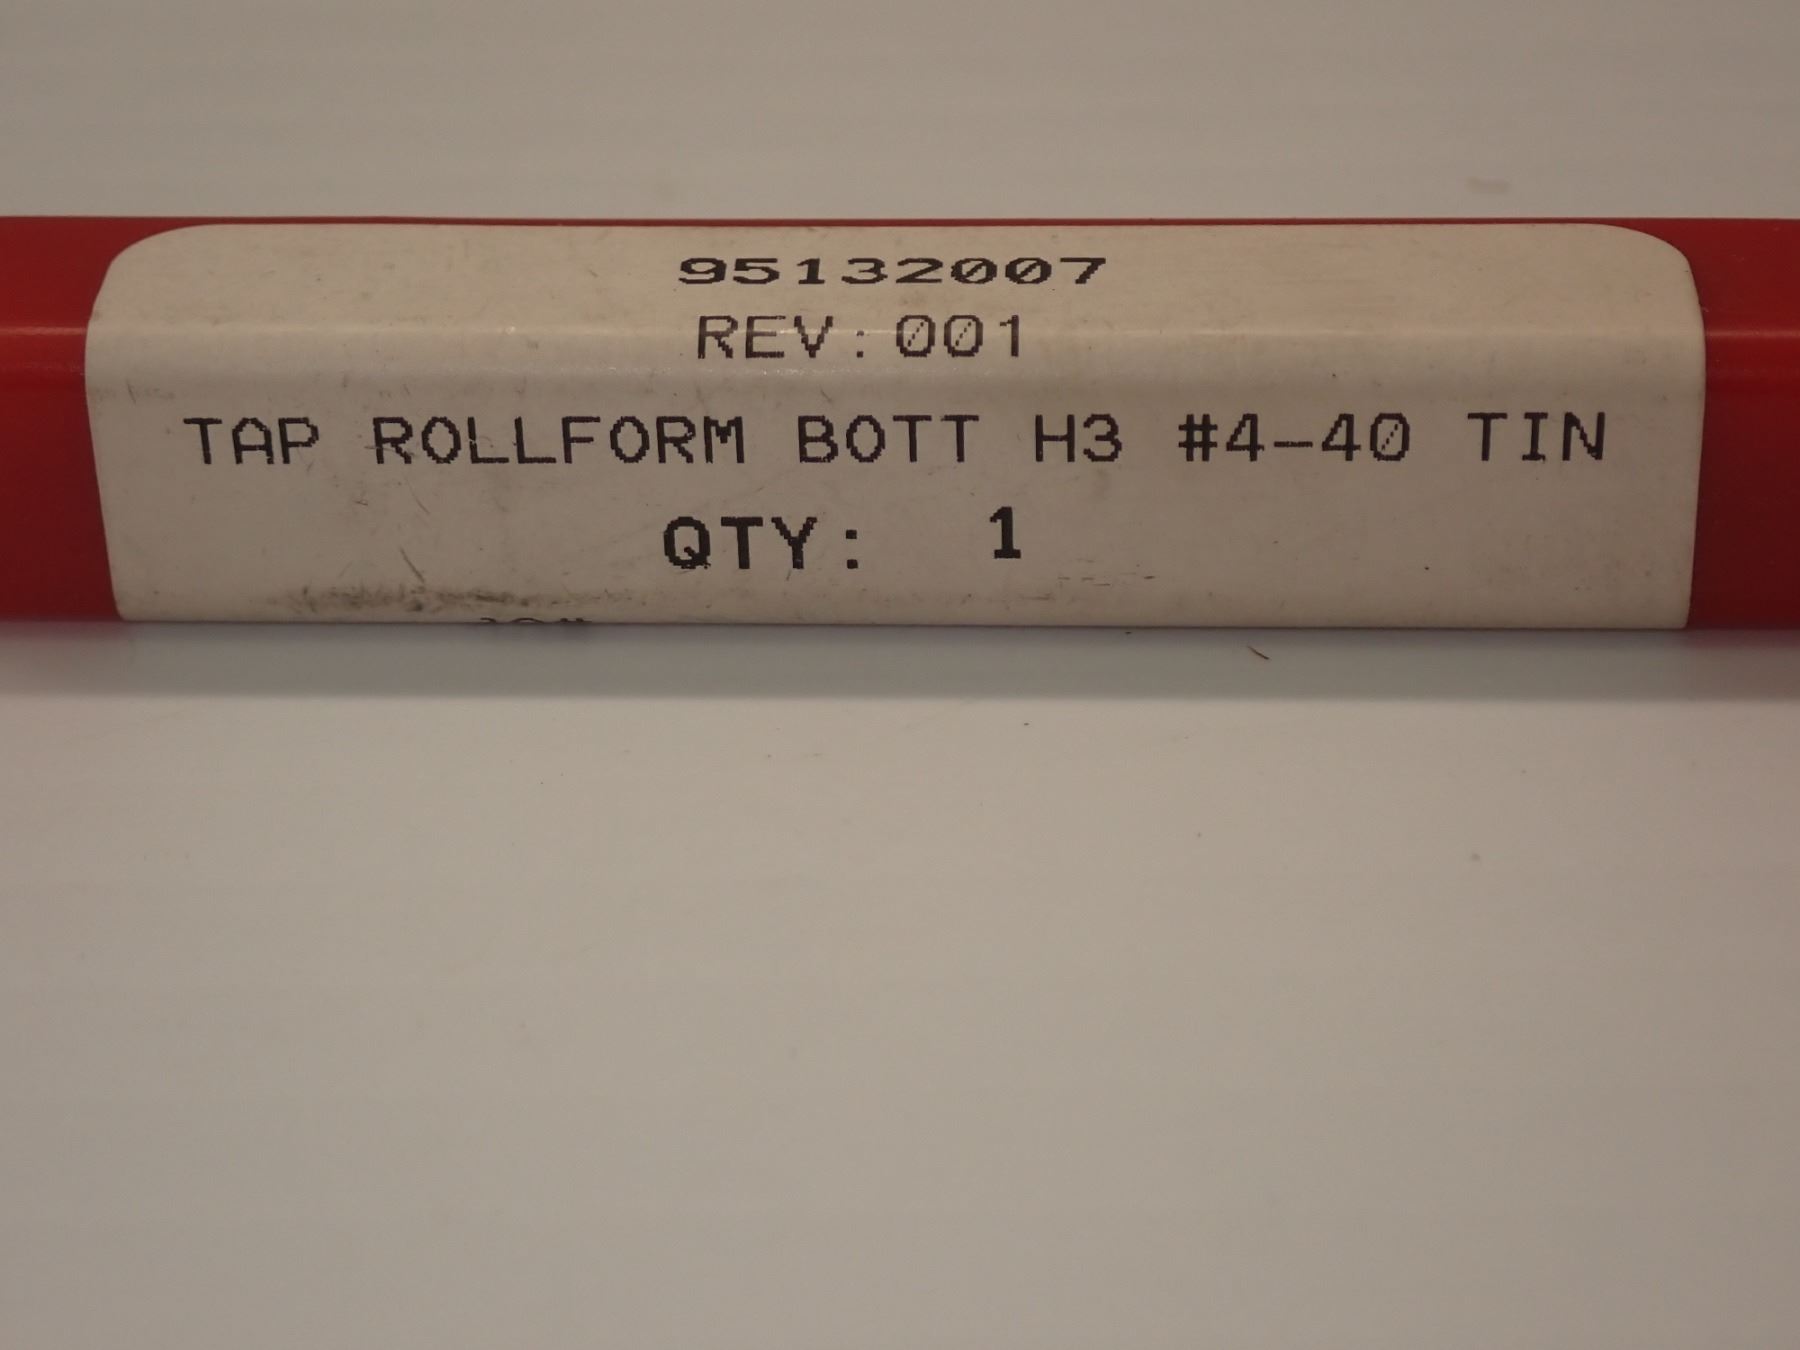 95132007
REV:001
TAP ROLLFORM BOTT H3 #4-40 TIN
QTY: 1